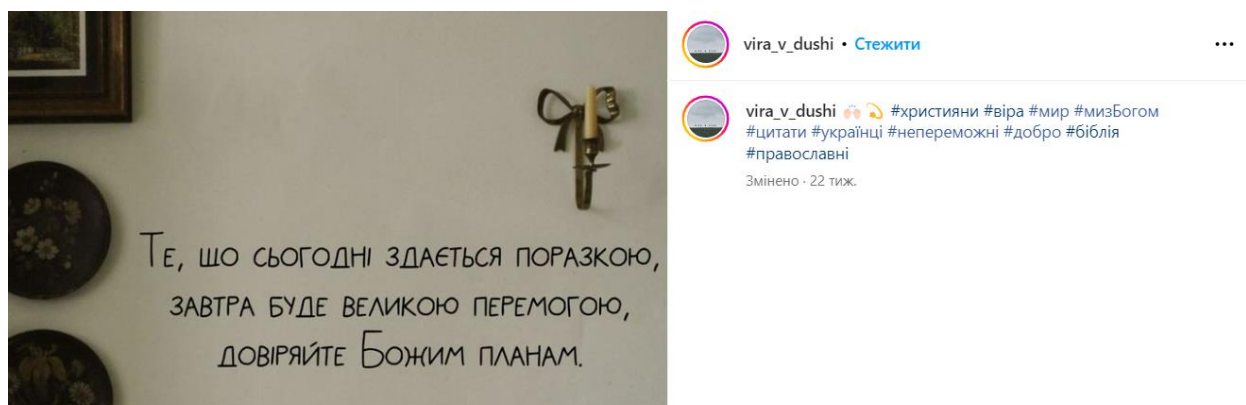 Те, що сьогодні здається поразкою,
завтра буде великою перемогою,
довіряйте Божим планам.
vira_v_dushi • Стежити
vira_v_dushi 🙌🏻 💫 #християни #віра #мир #мизБогом
#цитати #українці #непереможні #добро #біблія
#православні
Змінено · 22 тиж.